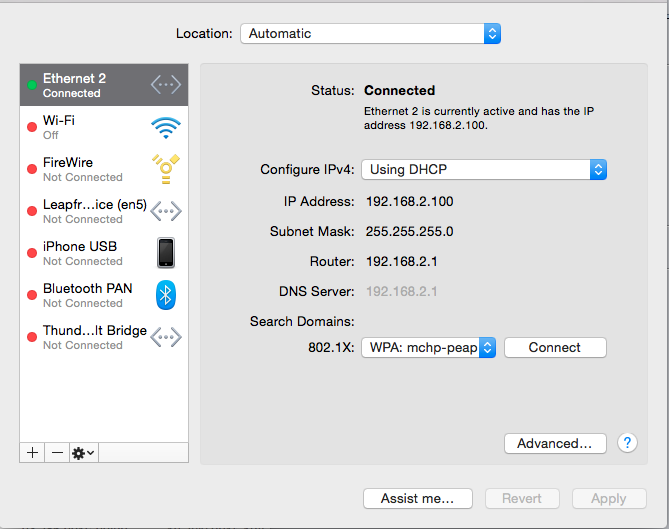 Location: Automatic
Ethernet 2
Connected
Wi-Fi
Off
FireWire
Not Connected
Leapfr...ice (en5)
Not Connected
iPhone USB
Not Connected
Bluetooth PAN
Not Connected
Thund...lt Bridge
Not Connected
Status: Connected
Ethernet 2 is currently active and has the IP
address 192.168.2.100.
Configure IPv4: Using DHCP
IP Address: 192.168.2.100
Subnet Mask: 255.255.255.0
Router: 192.168.2.1
DNS Server: 192.168.2.1
Search Domains:
802.1X: WPA: mchp-peap Connect
Advanced... ?
Assist me... Revert Apply